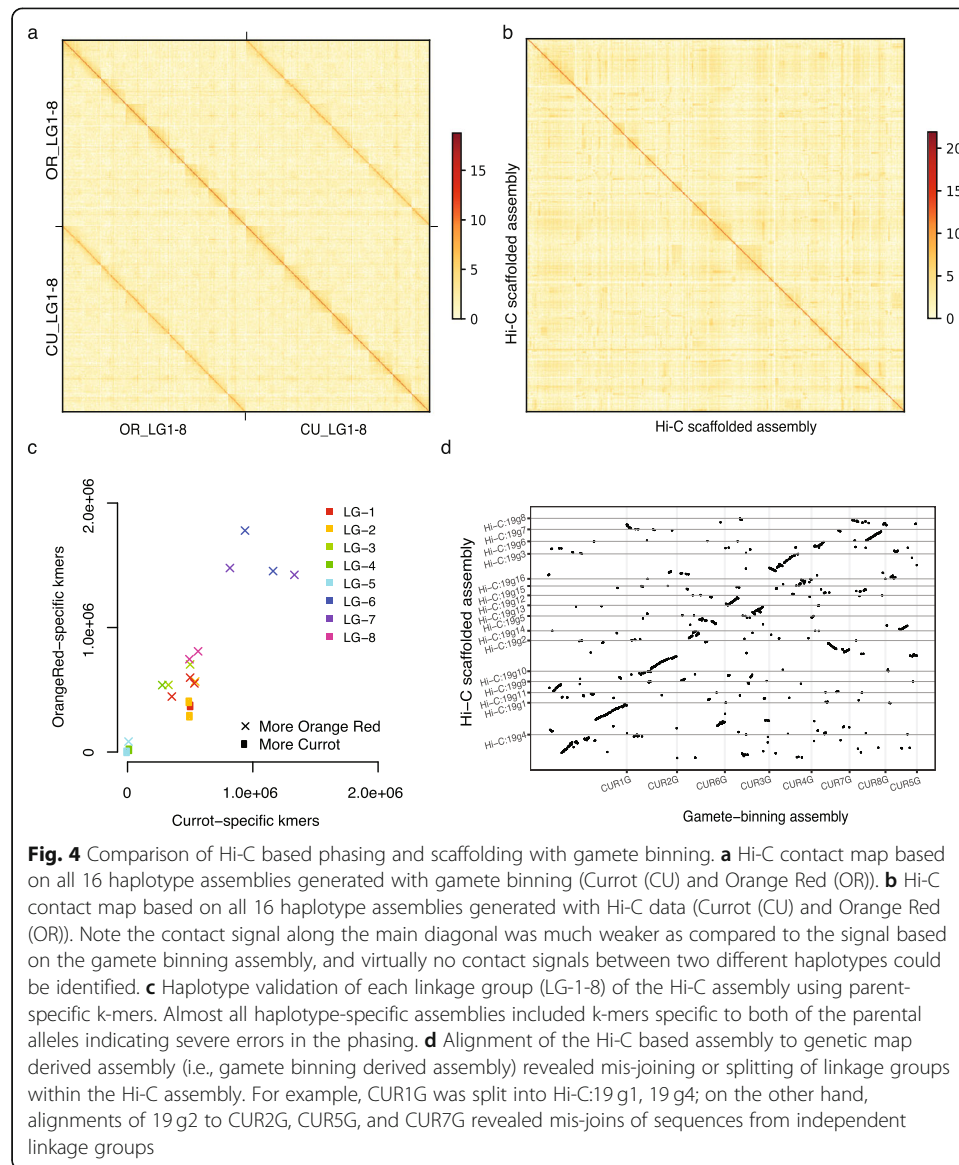 a
OR_LG1-8
CU_LG1-8
OR_LG1-8
CU_LG1-8
15
10
5
0
b
Hi-C scaffolded assembly
Hi-C scaffolded assembly
20
15
10
5
0
c
OrangeRed-specific kmers
2.0e+06
1.0e+06
0
LG-1
LG-2
LG-3
LG-4
LG-5
LG-6
LG-7
LG-8
More Orange Red
More Currot
0
1.0e+06
2.0e+06
Currot-specific kmers
d
Hi-C scaffolded assembly
Hi-C:19g8
Hi-C:19g7
Hi-C:19g6
Hi-C:19g3
Hi-C:19g16
Hi-C:19g15
Hi-C:19g12
Hi-C:19g13
Hi-C:19g5
Hi-C:19g14
Hi-C:19g2
Hi-C:19g10
Hi-C:19g9
Hi-C:19g11
Hi-C:19g1
Hi-C:19g4
CUR1G
CUR2G
CUR6G
CUR3G
CUR4G
CUR7G
CUR8G
CUR5G
Gamete-binning assembly
Fig. 4 Comparison of Hi-C based phasing and scaffolding with gamete binning. a Hi-C contact map based
on all 16 haplotype assemblies generated with gamete binning (Currot (CU) and Orange Red (OR)). b Hi-C
contact map based on all 16 haplotype assemblies generated with Hi-C data (Currot (CU) and Orange Red
(OR)). Note the contact signal along the main diagonal was much weaker as compared to the signal based
on the gamete binning assembly, and virtually no contact signals between two different haplotypes could
be identified. c Haplotype validation of each linkage group (LG-1-8) of the Hi-C assembly using parent-
specific k-mers. Almost all haplotype-specific assemblies included k-mers specific to both of the parental
alleles indicating severe errors in the phasing. d Alignment of the Hi-C based assembly to genetic map
derived assembly (i.e., gamete binning derived assembly) revealed mis-joining or splitting of linkage groups
within the Hi-C assembly. For example, CUR1G was split into Hi-C:19 g1, 19 g4; on the other hand,
alignments of 19 g2 to CUR2G, CUR5G, and CUR7G revealed mis-joins of sequences from independent
linkage groups